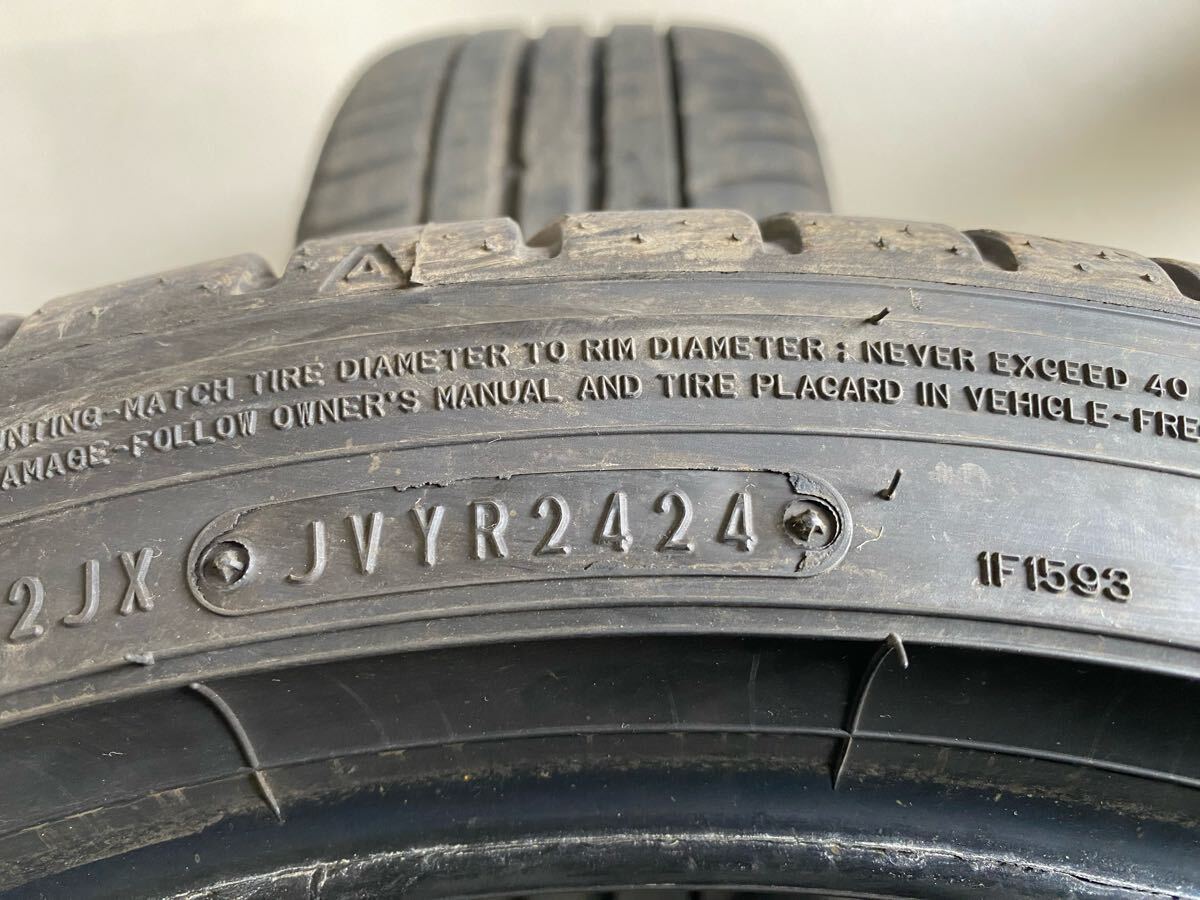 UNTING-MATCH TIRE DIAMETER TO RIM DIAMETER : NEVER EXCEED 40
AMAGE-FOLLOW OWNER'S MANUAL AND TIRE PLACARD IN VEHICLE-FRE
2JX JVYR2424
1F1593